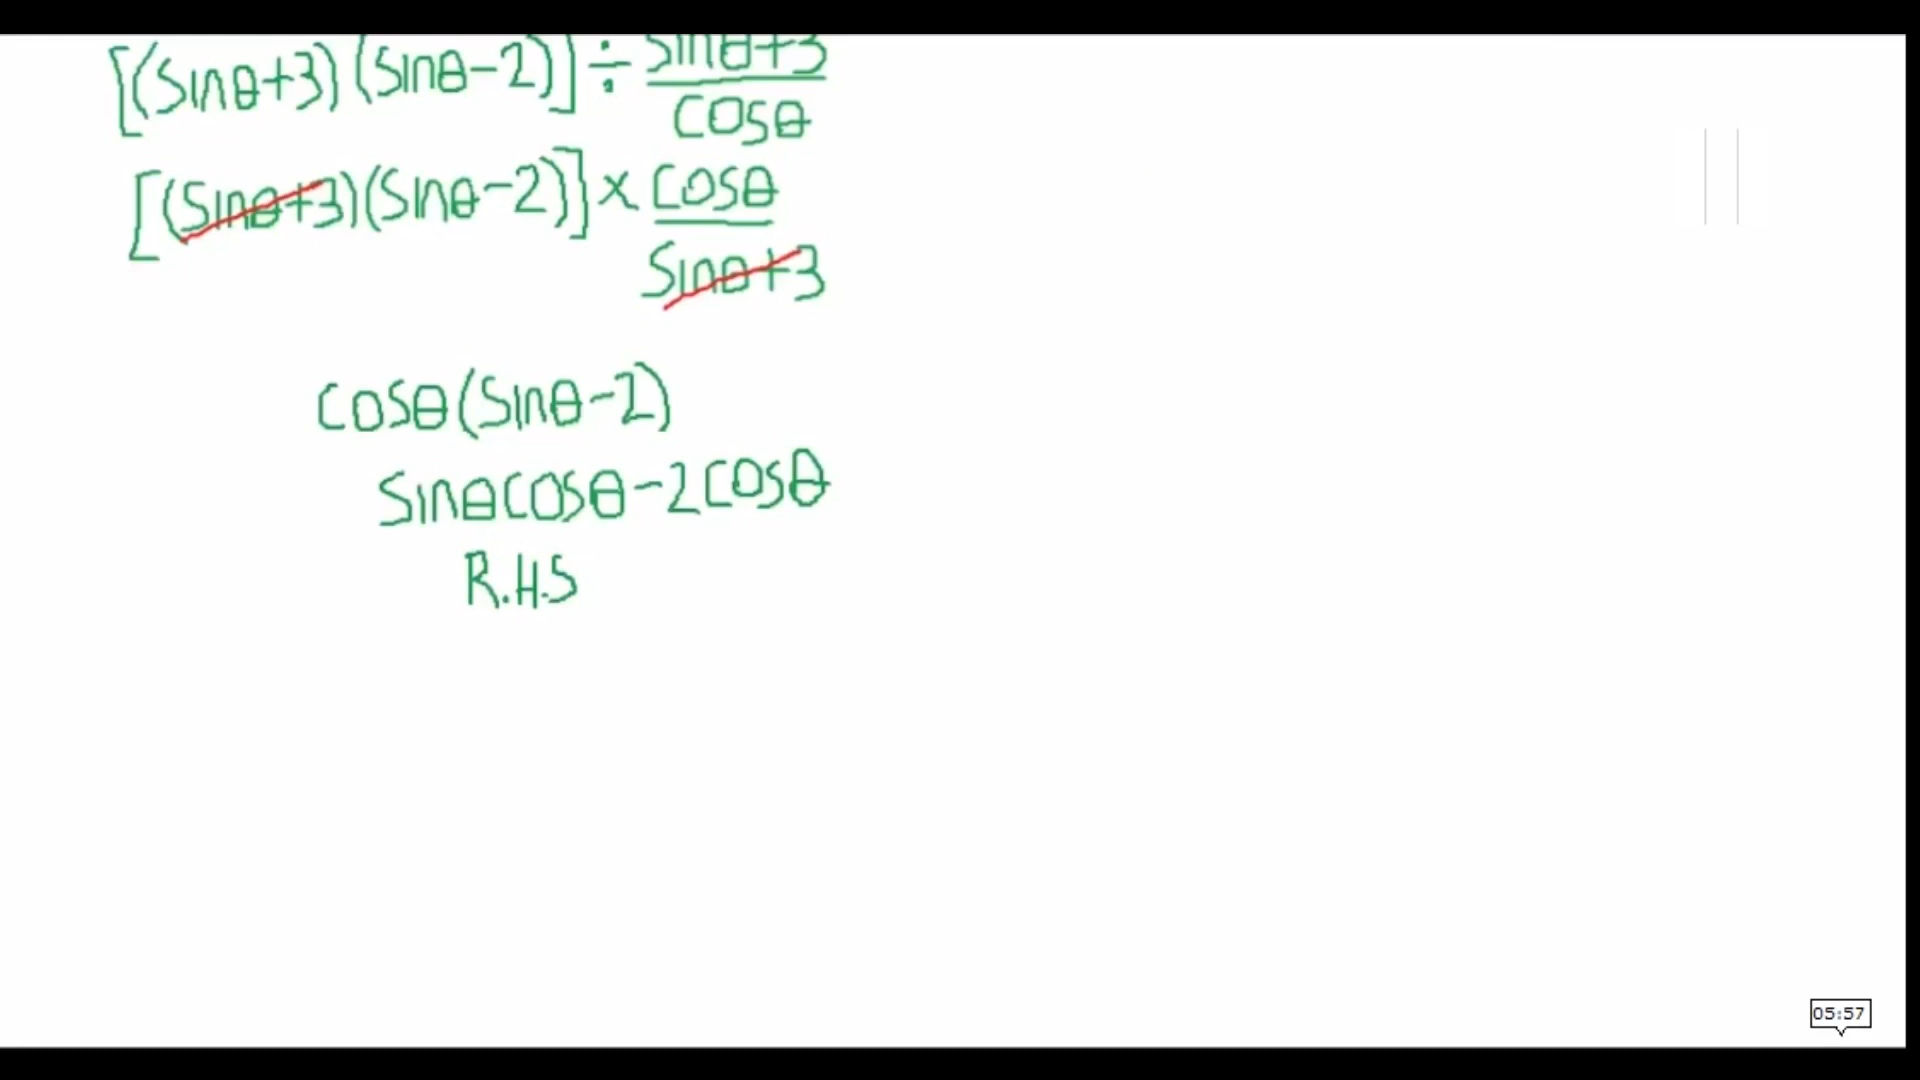 [(Sinθ+3)(Sinθ-2)] ÷ Sinθ+3
Cosθ
[(Sinθ+3)(Sinθ-2)] x Cosθ
Sinθ+3
Cosθ(Sinθ-2)
SinθCosθ-2Cosθ
R.H.S
05:57